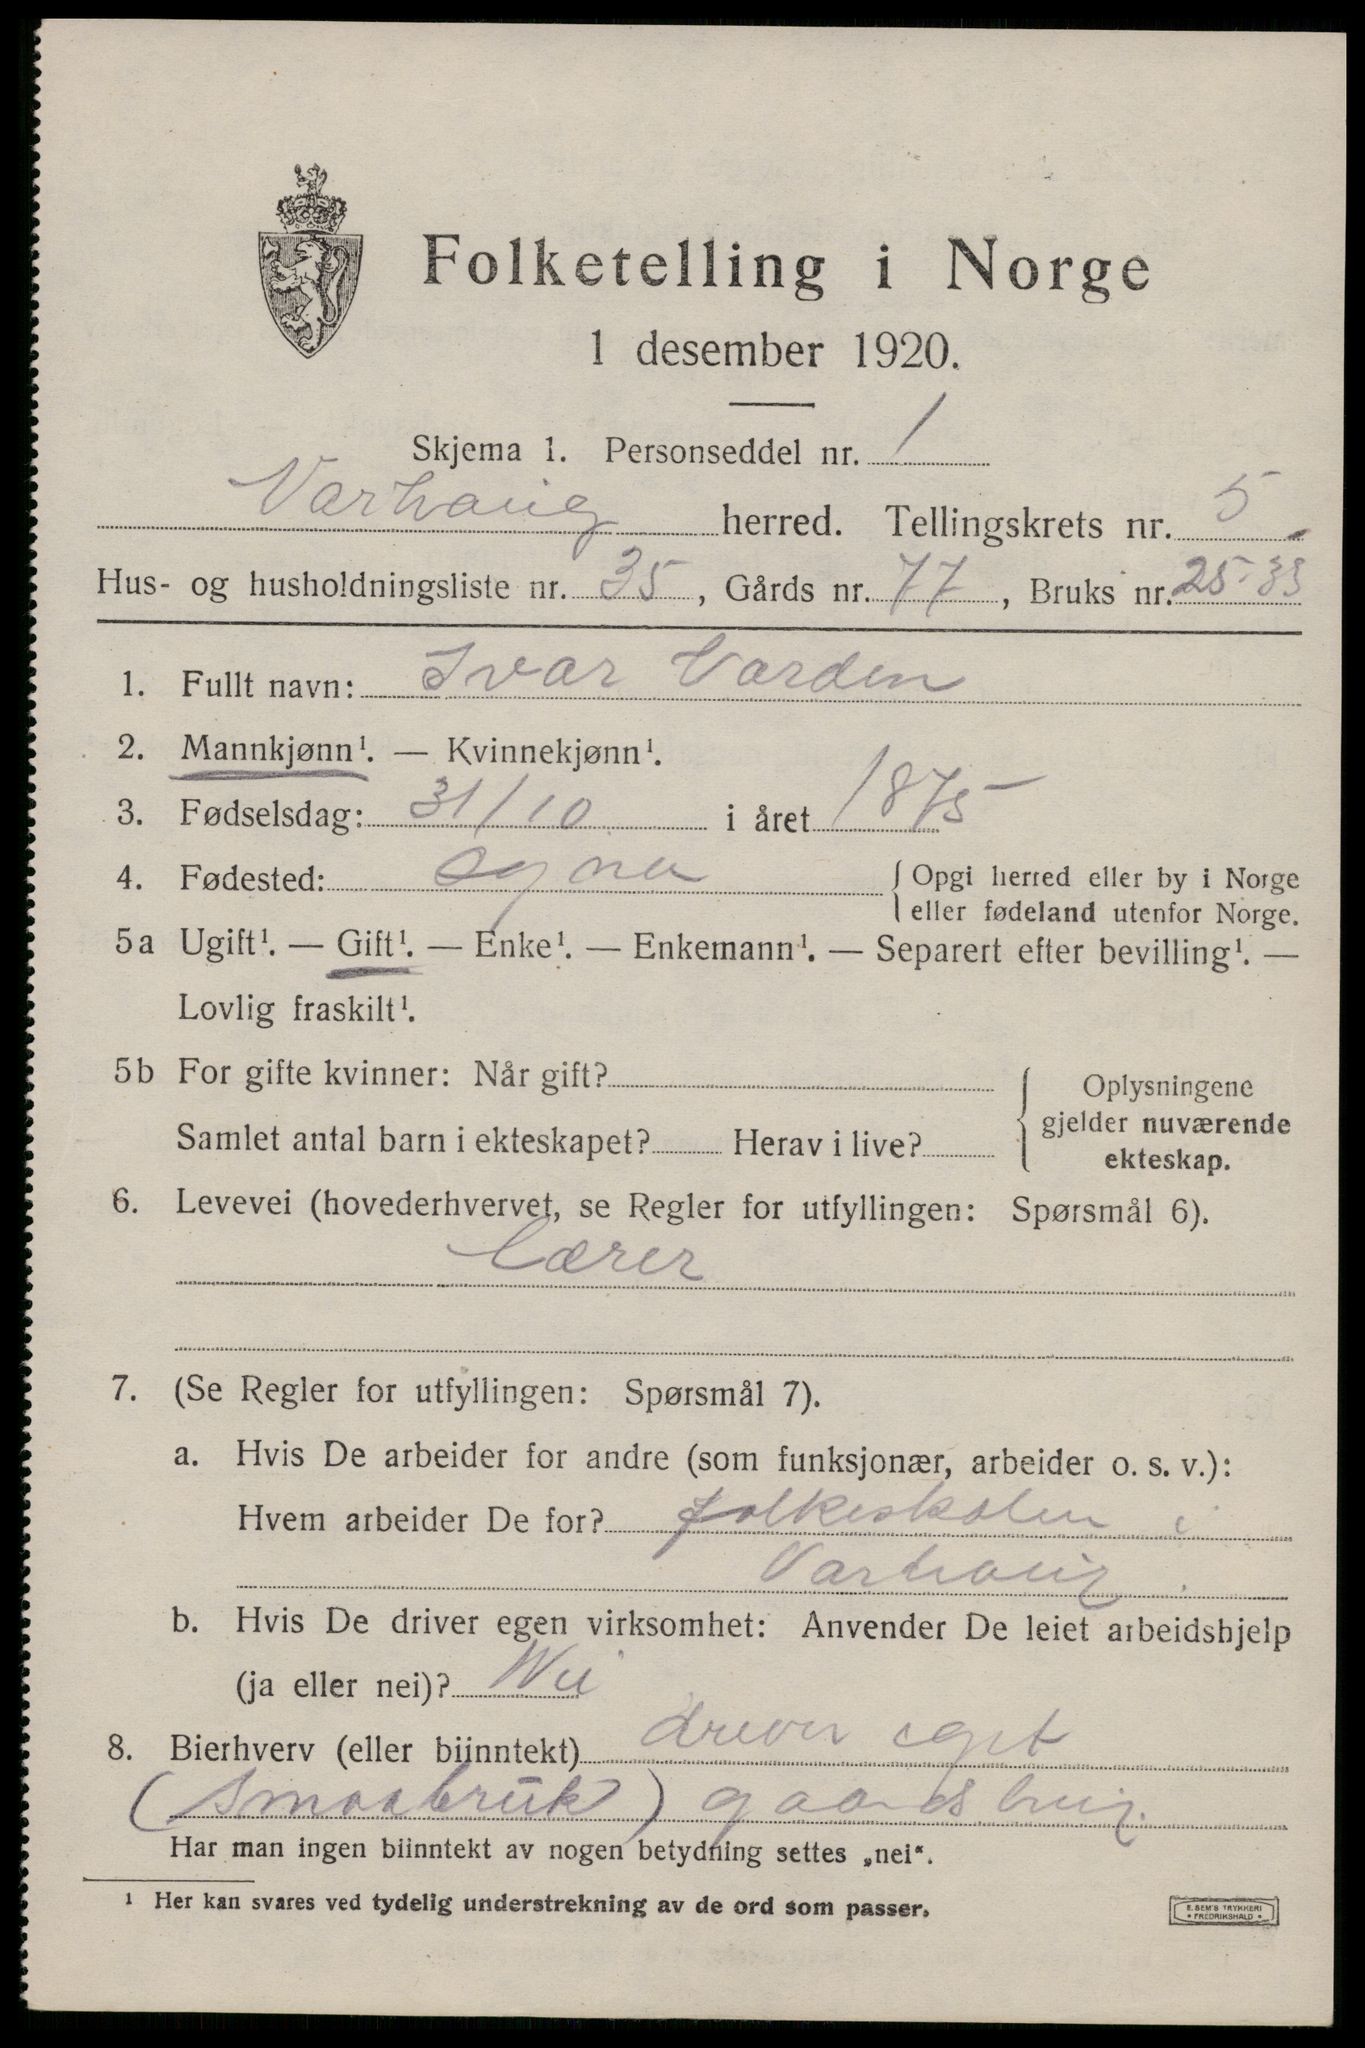 Folketelling i Norge
1 desember 1920.
Skjema 1. Personseddel nr. 1
Varhaug herred. Tellingskrets nr. 5
Hus- og husholdningsliste nr. 35, Gårds nr. 77, Bruks nr. 25-33
1. Fullt navn: Ivar Varden
2. Mannkjønn¹. — Kvinnekjønn¹.
3. Fødselsdag: 31/10 i året 1875
4. Fødested: Ogna { Opgi herred eller by i Norge
eller fødeland utenfor Norge.
5a Ugift¹. — Gift¹. — Enke¹. — Enkemann¹. — Separert efter bevilling¹. —
Lovlig fraskilt¹.
5b For gifte kvinner: Når gift? { Oplysningene
gjelder nuværende
Samlet antal barn i ekteskapet? Herav i live?
ekteskap.
6. Levevei (hovederhvervet, se Regler for utfyllingen: Spørsmål 6).
Lærer
7. (Se Regler for utfyllingen: Spørsmål 7).
a. Hvis De arbeider for andre (som funksjonær, arbeider o. s. v.):
Hvem arbeider De for? folkeskolen i
Varhaug.
b. Hvis De driver egen virksomhet: Anvender De leiet arbeidshjelp
(ja eller nei)? Nei
8. Bierhverv (eller biinntekt) driver eget
(smaabruk) gaardsbrug.
Har man ingen biinntekt av nogen betydning settes „nei“.
¹ Her kan svares ved tydelig understrekning av de ord som passer.
E. SEM'S TRYKKERI
• FREDRIKSHALD •